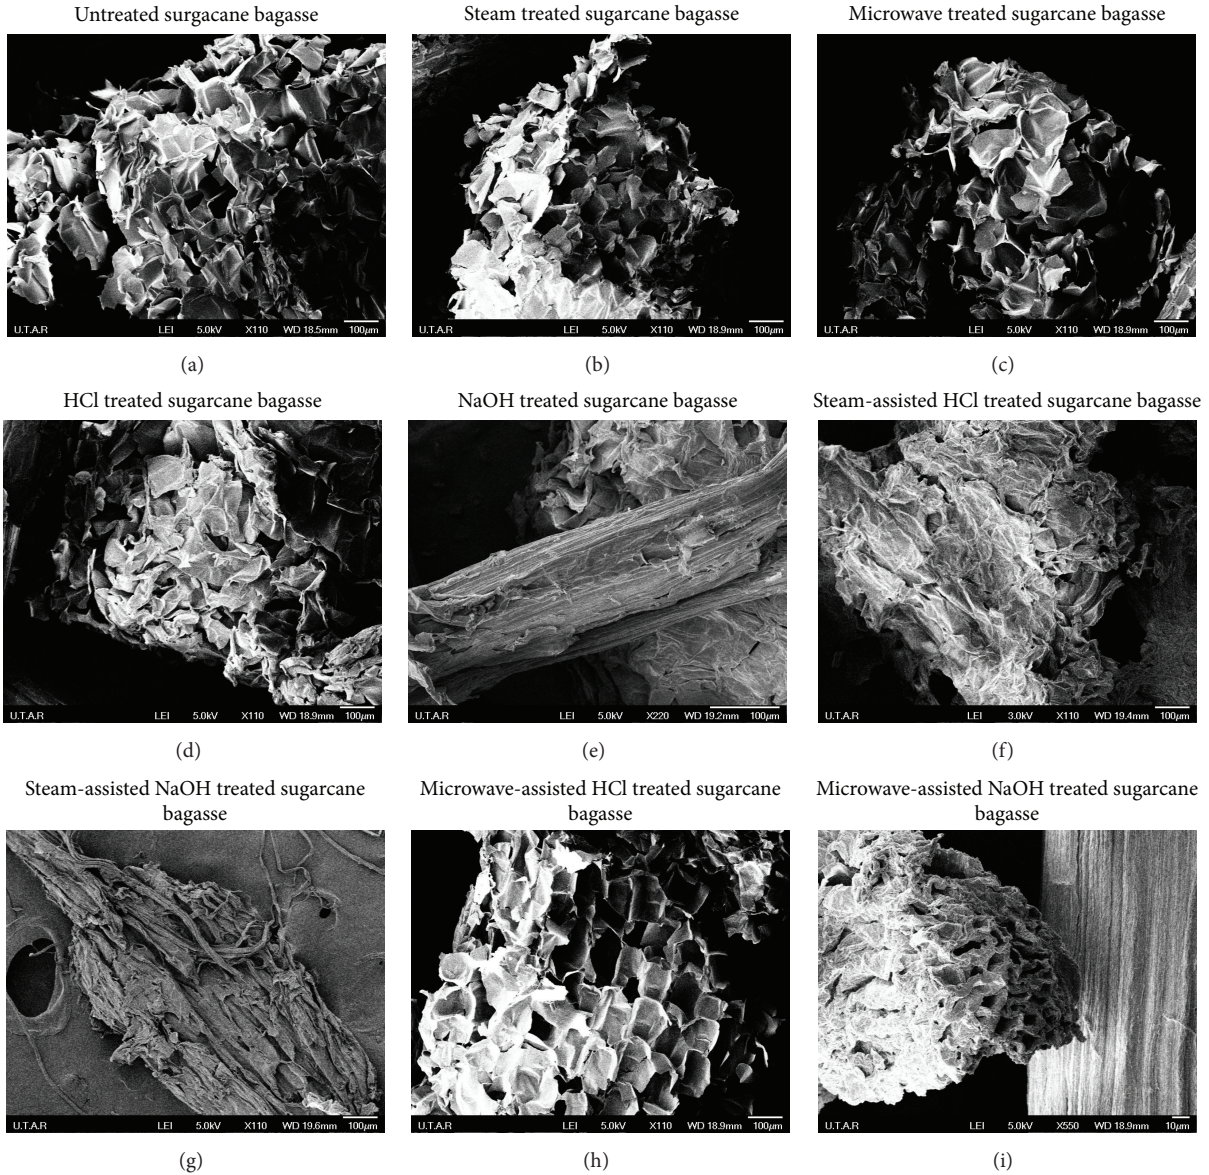 Untreated surgacane bagasse
Steam treated sugarcane bagasse
Microwave treated sugarcane bagasse
U.T.A.R LEI 5.0kV X110 WD 18.5mm 100μm
U.T.A.R LEI 5.0kV X110 WD 18.9mm 100μm
U.T.A.R LEI 5.0kV X110 WD 18.9mm 100μm
(a)
(b)
(c)
HCl treated sugarcane bagasse
NaOH treated sugarcane bagasse
Steam-assisted HCl treated sugarcane bagasse
U.T.A.R LEI 5.0kV X110 WD 18.9mm 100μm
U.T.A.R LEI 5.0kV X220 WD 19.2mm 100μm
U.T.A.R LEI 3.0kV X110 WD 19.4mm 100μm
(d)
(e)
(f)
Steam-assisted NaOH treated sugarcane
bagasse
Microwave-assisted HCl treated sugarcane
bagasse
Microwave-assisted NaOH treated sugarcane
bagasse
U.T.A.R LEI 5.0kV X110 WD 19.6mm 100μm
U.T.A.R LEI 5.0kV X110 WD 18.9mm 100μm
U.T.A.R LEI 5.0kV X550 WD 18.9mm 10μm
(g)
(h)
(i)